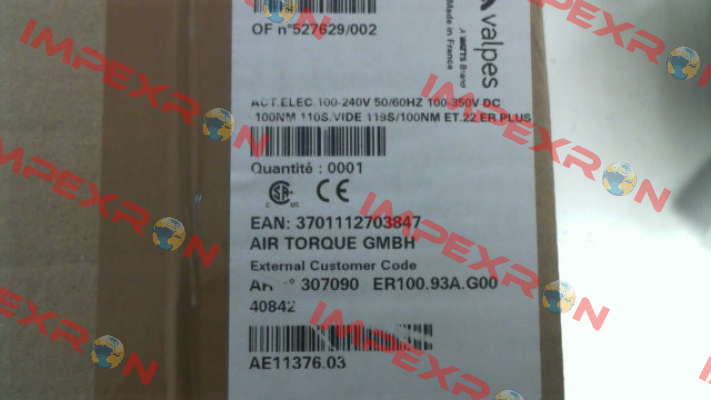 valpes
A WATTS Brand
Made in France
OF n°527629/002
ACT.ELEC.100-240V 50/60HZ 100-350V DC
100NM 110S/VIDE 119S/100NM ET.22 ER PLUS
Quantité : 0001
CE
EAN: 3701112703847
AIR TORQUE GMBH
External Customer Code
307090 ER100.93A.G00
40842
AE11376.03
IMPEXRON
IMPEXRON
IMPEXRON
IMPEXRON
IMPEXRON